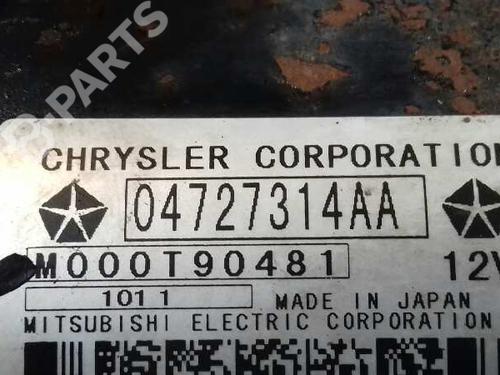 B-PARTS
CHRYSLER CORPORATION
04727314AA
M000T90481 12V
1011 MADE IN JAPAN
MITSUBISHI ELECTRIC CORPORATION